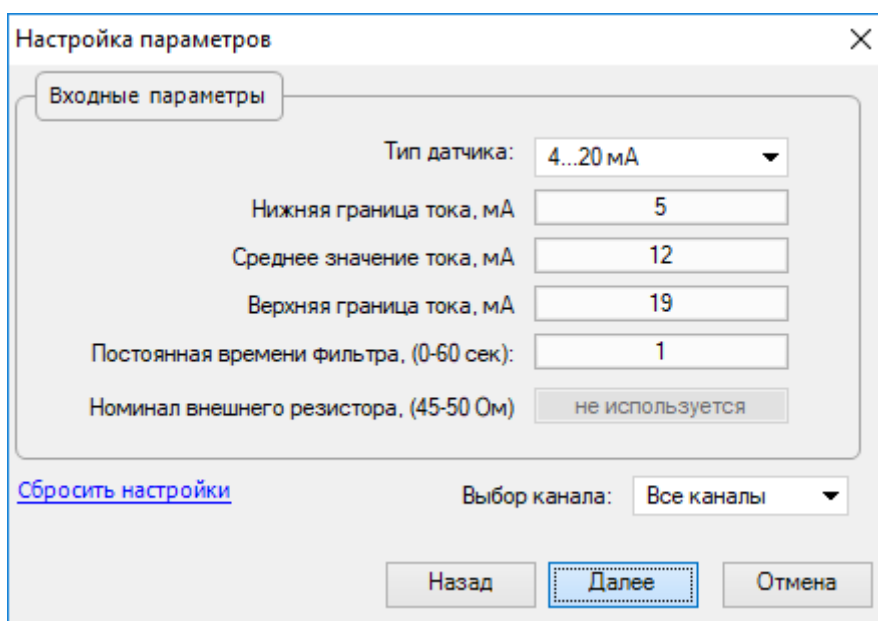 Настройка параметров
Входные параметры
Тип датчика: 4...20 мА
Нижняя граница тока, мА 5
Среднее значение тока, мА 12
Верхняя граница тока, мА 19
Постоянная времени фильтра, (0-60 сек): 1
Номинал внешнего резистора, (45-50 Ом) не используется
Сбросить настройки Выбор канала: Все каналы
Назад Далее Отмена